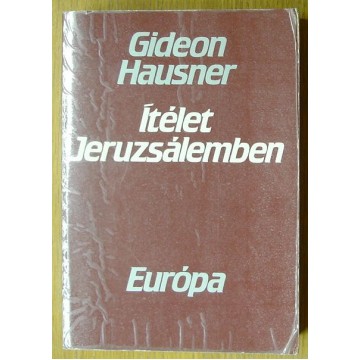 Gideon
Hausner
Ítélet
Jeruzsálemben
Európa